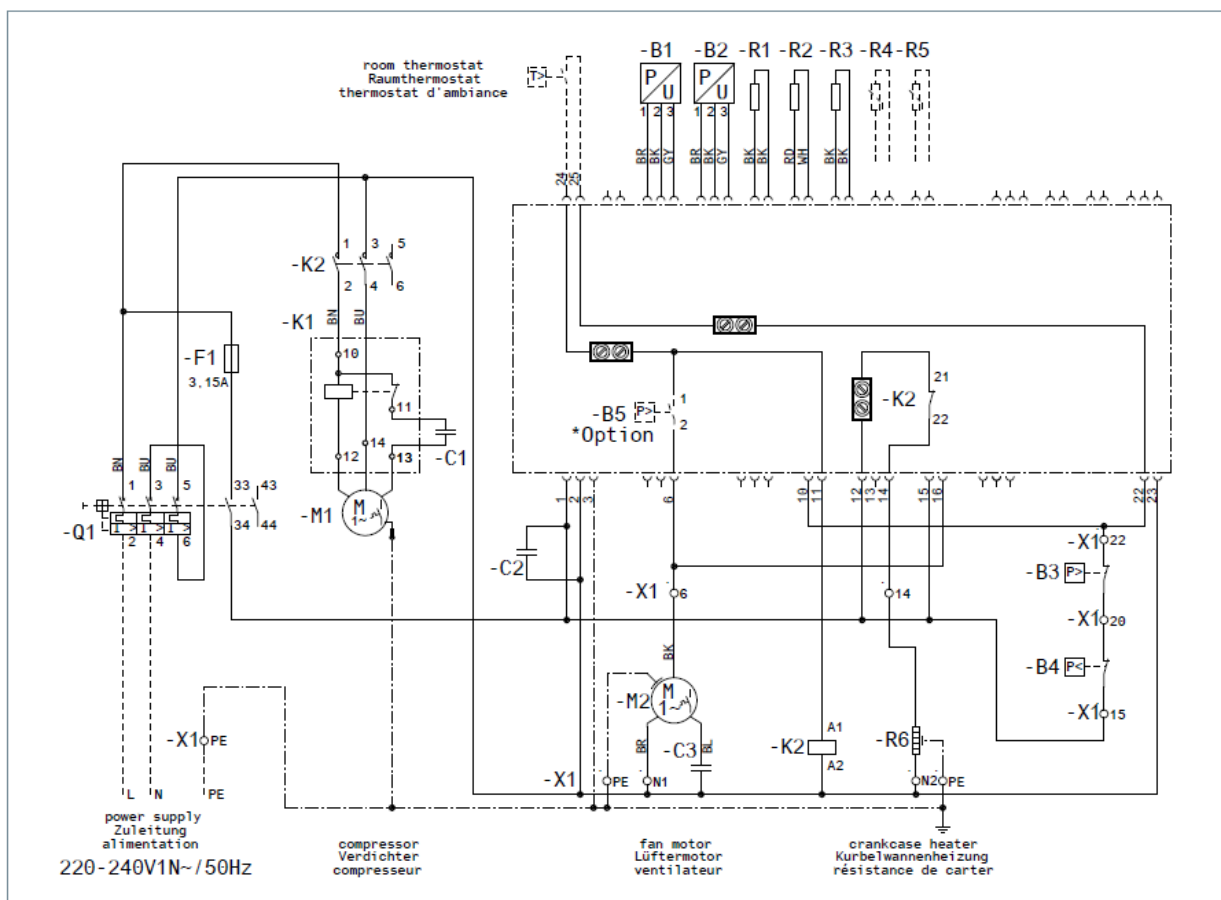 -B1 -B2 -R1 -R2 -R3 -R4 -R5
room thermostat
Raumthermostat
thermostat d'ambiance
T>
P U
P U
1 2 3
1 2 3
BR BK GY
BR BK GY
BK BK
RD WH
BK BK
24 25
-K2
1 3 5
2 4 6
BN BU
-K1
10
11
12 14 13
-C1
-M1
M
1~
-F1
3,15A
BN BU BU
1 3 5
33 43
34 44
-Q1
I> I> I>
2 4 6
-B5 P>
*Option
1
2
-K2
21
22
1 2 3 6 10 11 12 13 14 15 16 22 23
-C2
-X1 6
14
-X1 22
-B3 P>
-X1 20
-B4 P<
-X1 15
BK
-M2
M
1~
BR
-C3
BL
-K2
A1
A2
-R6
-X1 PE
-X1 PE N1 N2 PE
L N PE
power supply
Zuleitung
alimentation
220-240V1N~/50Hz
compressor
Verdichter
compresseur
fan motor
Lüftermotor
ventilateur
crankcase heater
Kurbelwannenheizung
résistance de carter